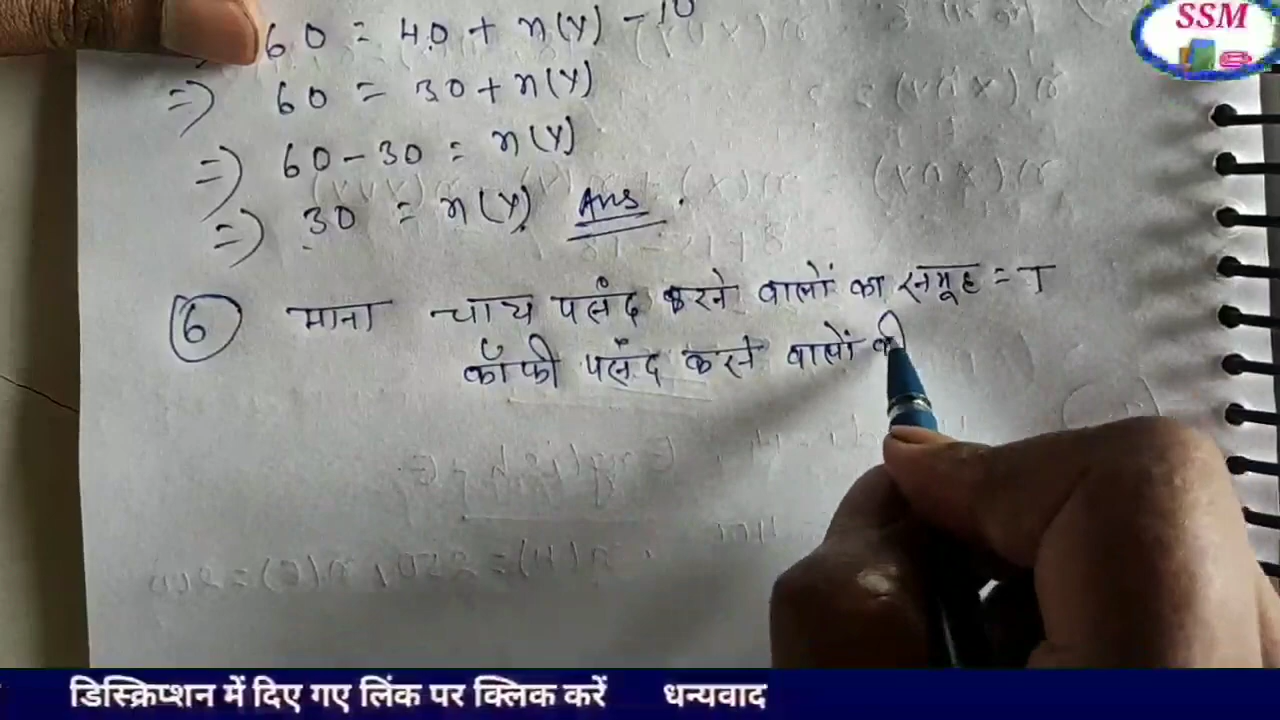 SSM
60 = 40 + n(Y) - 10
=) 60 = 30 + n(Y)
=) 60 - 30 = n(Y)
=) 30 = n(Y) Ans.
6 माना चाय पसंद करने वालों का समूह = T
कॉफी पसंद करने वालों की
डिस्क्रिप्शन में दिए गए लिंक पर क्लिक करें धन्यवाद